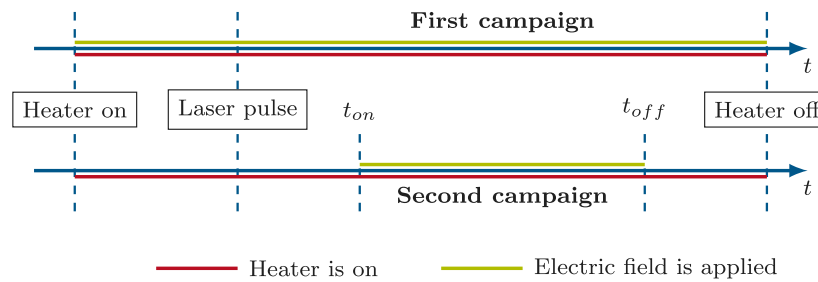 First campaign
t
Heater on
Laser pulse
t_on
t_off
Heater off
t
Second campaign
Heater is on
Electric field is applied